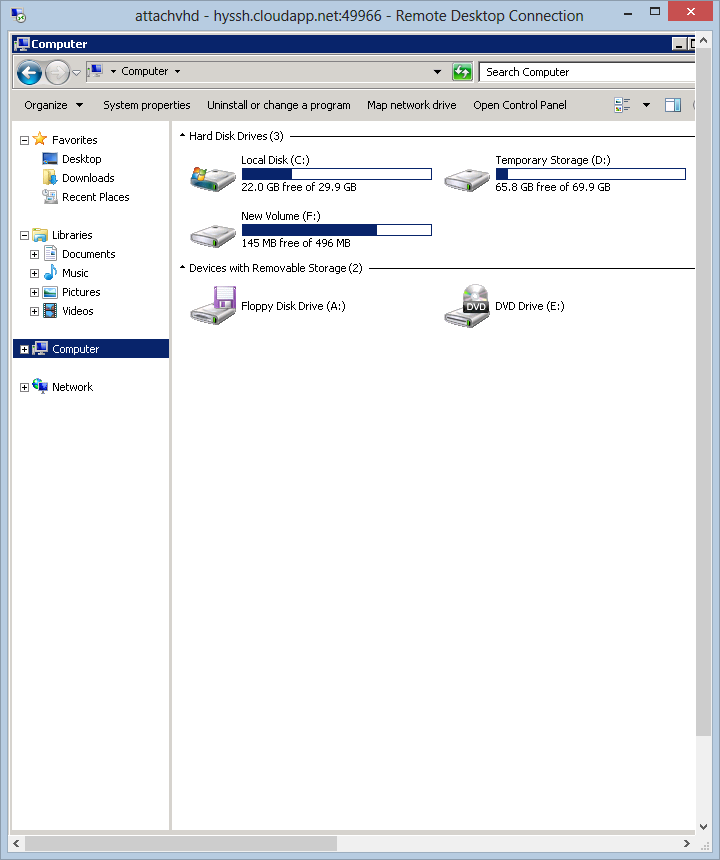 attachvhd - hyssh.cloudapp.net:49966 - Remote Desktop Connection
Computer
Computer
Search Computer
Organize
System properties
Uninstall or change a program
Map network drive
Open Control Panel
Favorites
Desktop
Downloads
Recent Places
Libraries
Documents
Music
Pictures
Videos
Computer
Network
Hard Disk Drives (3)
Local Disk (C:)
22.0 GB free of 29.9 GB
Temporary Storage (D:)
65.8 GB free of 69.9 GB
New Volume (F:)
145 MB free of 496 MB
Devices with Removable Storage (2)
Floppy Disk Drive (A:)
DVD
DVD Drive (E:)